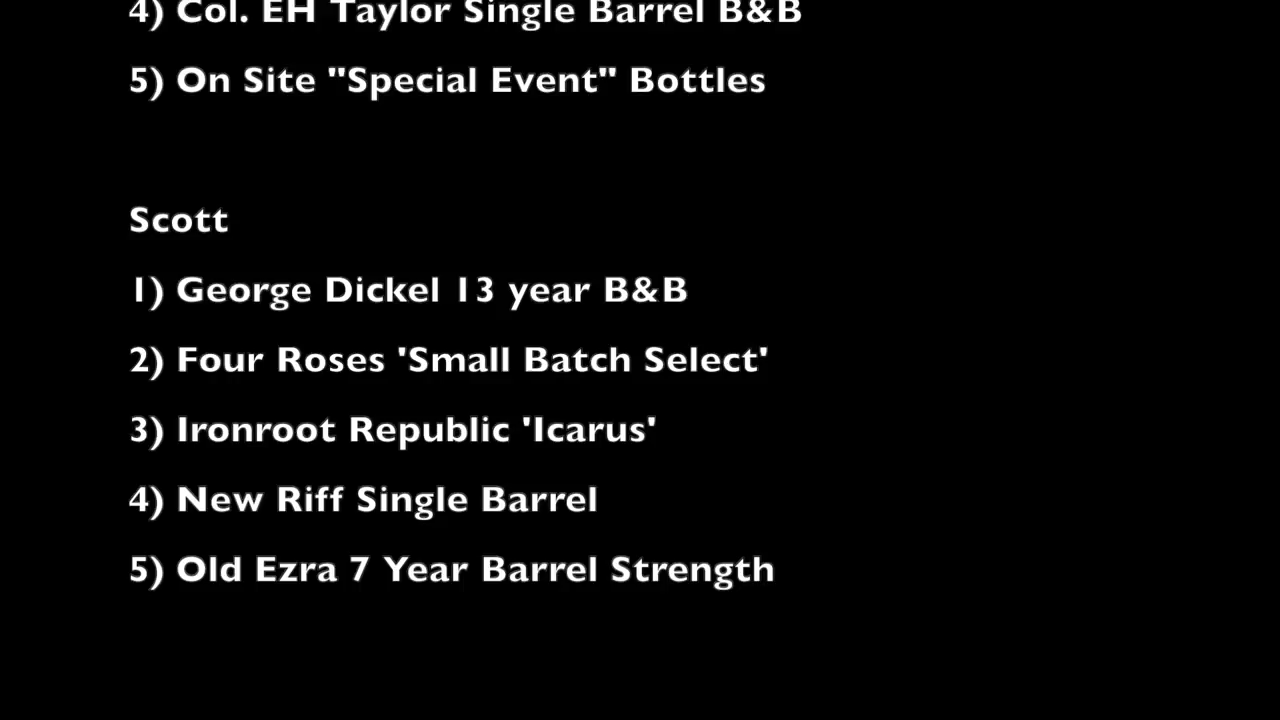 4) Col. EH Taylor Single Barrel B&B
5) On Site "Special Event" Bottles
Scott
1) George Dickel 13 year B&B
2) Four Roses 'Small Batch Select'
3) Ironroot Republic 'Icarus'
4) New Riff Single Barrel
5) Old Ezra 7 Year Barrel Strength